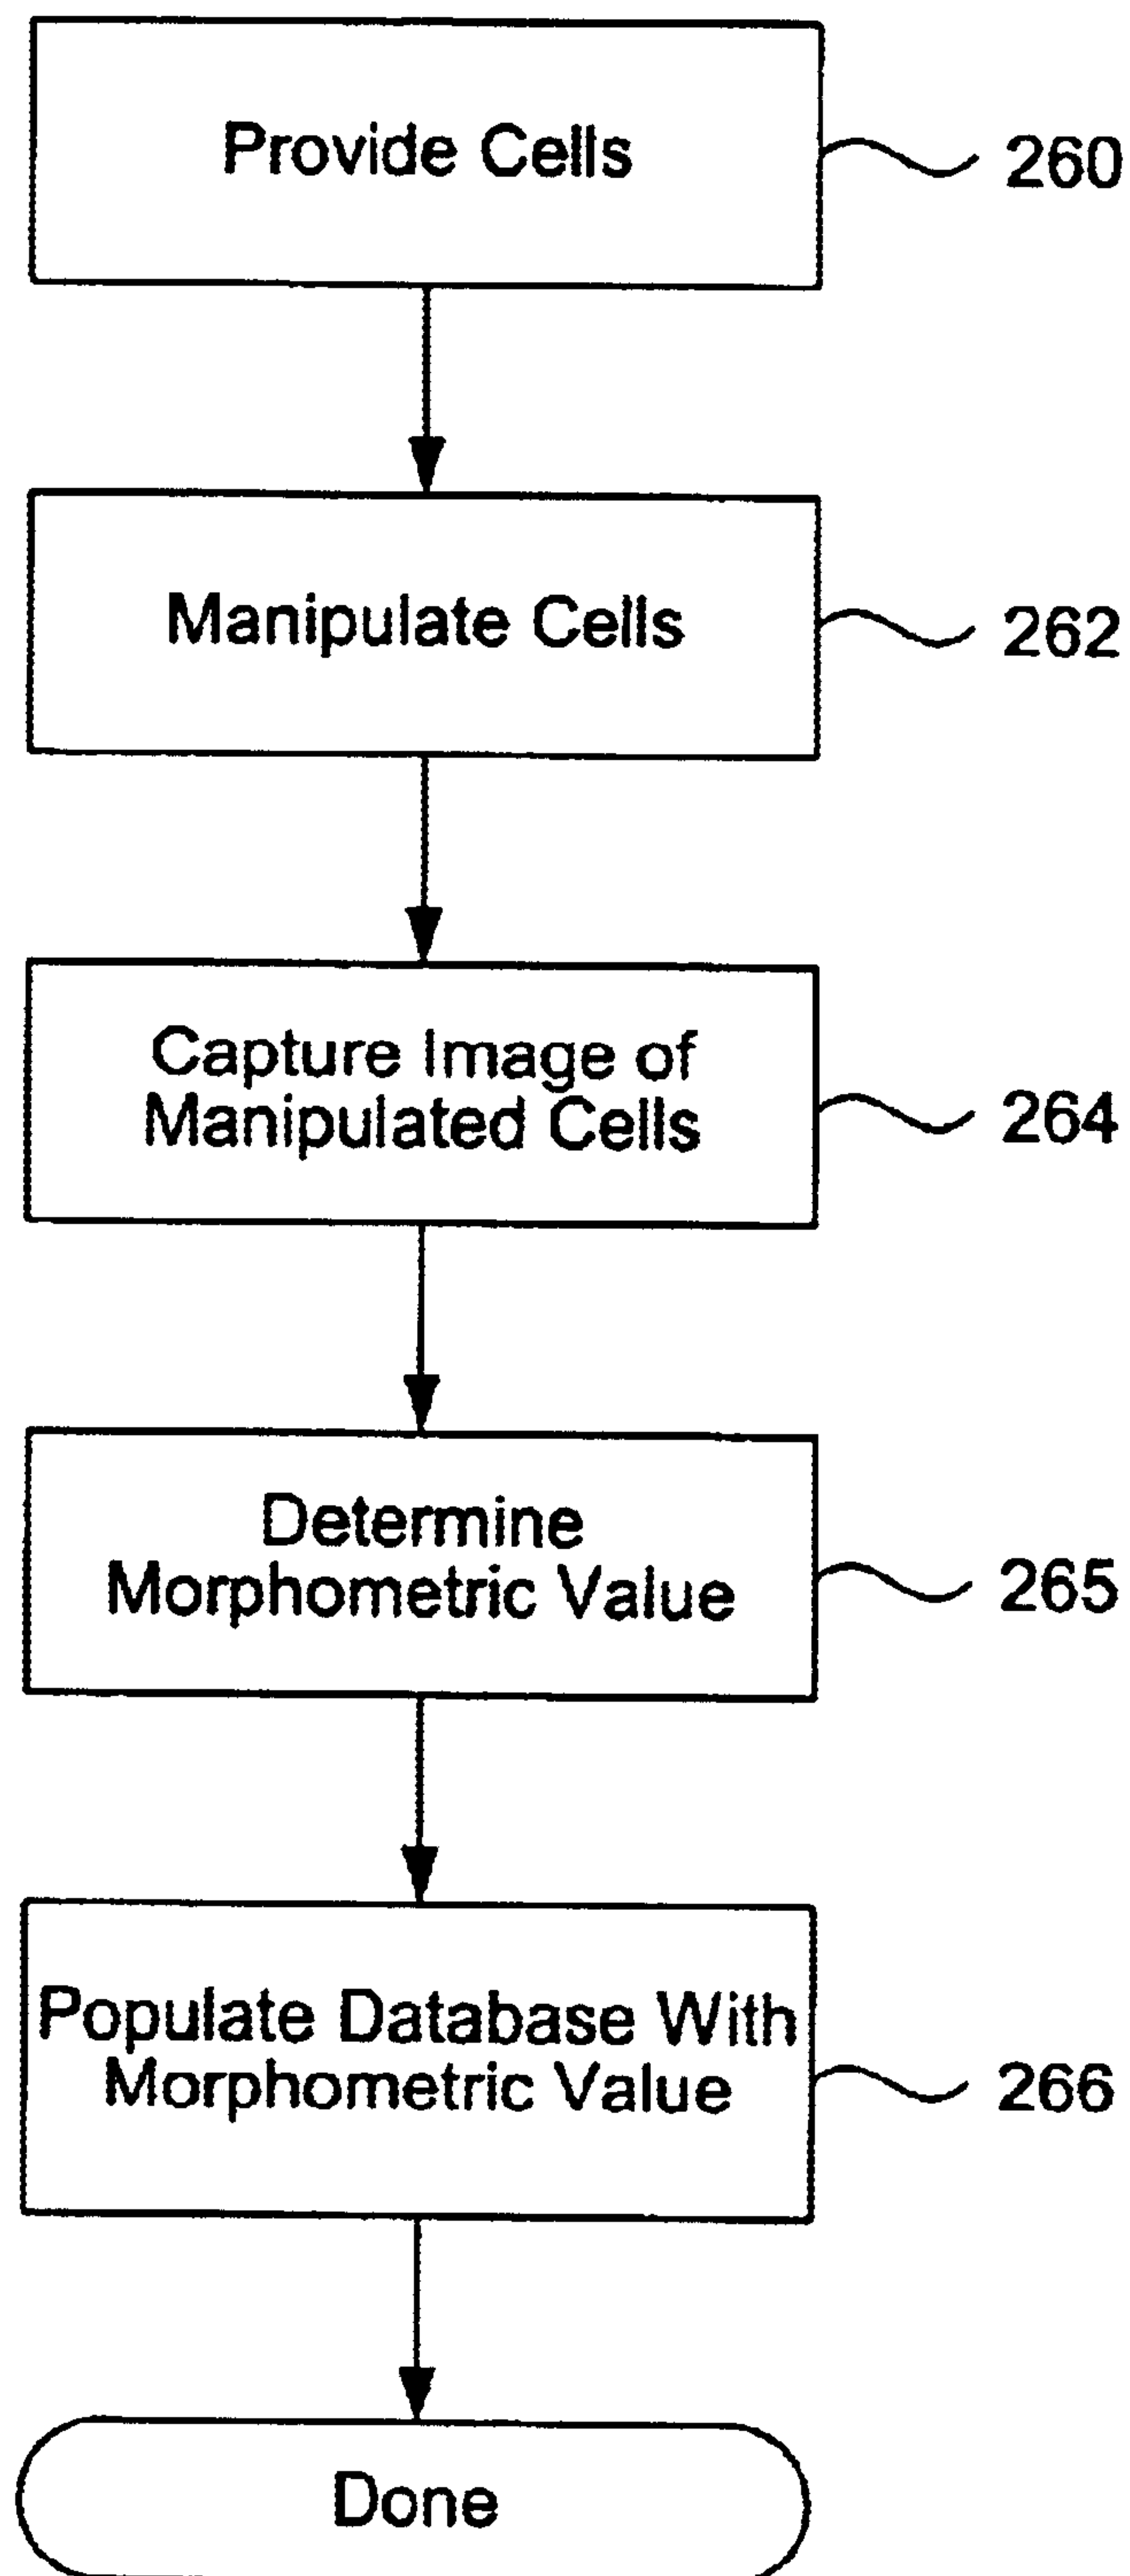 Provide Cells
260
Manipulate Cells
262
Capture Image of
Manipulated Cells
264
Determine
Morphometric Value
265
Populate Database With
Morphometric Value
266
Done